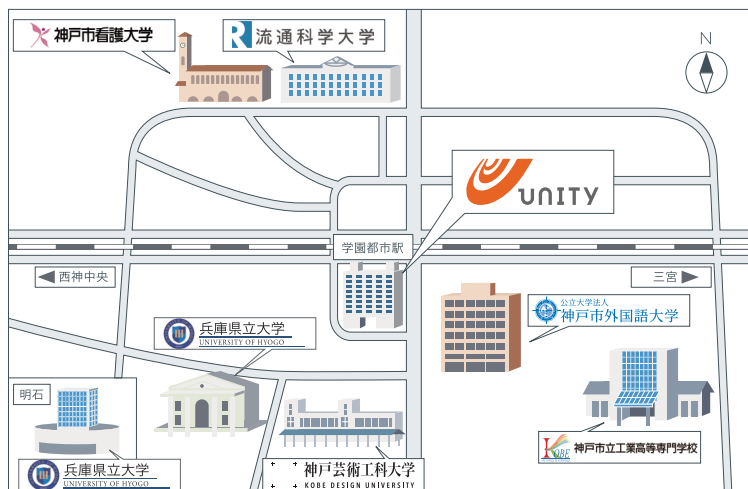 神戸市看護大学
流通科学大学
N
UNITY
学園都市駅
西神中央
三宮
公立大学法人
神戸市外国語大学
兵庫県立大学
UNIVERSITY OF HYOGO
明石
KOBE
神戸市立工業高等専門学校
兵庫県立大学
UNIVERSITY OF HYOGO
神戸芸術工科大学
KOBE DESIGN UNIVERSITY